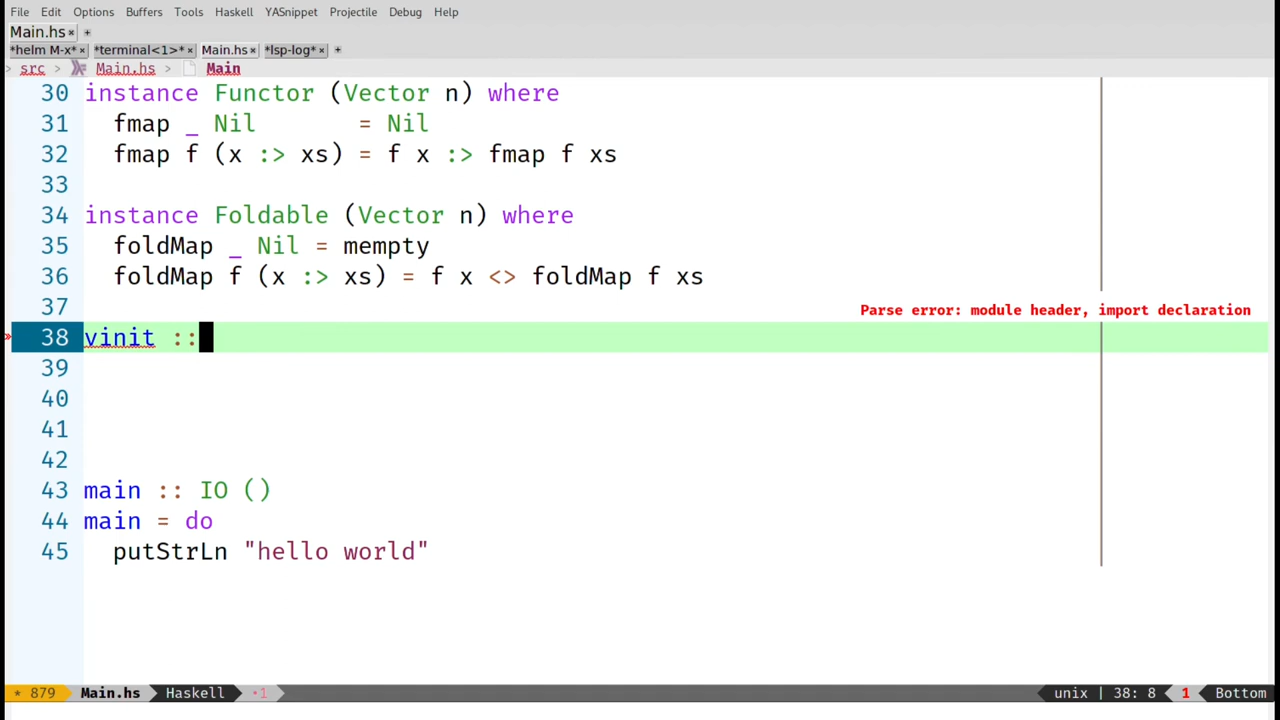 File Edit Options Buffers Tools Haskell YASnippet Projectile Debug Help
Main.hs × +
*helm M-x* × *terminal<1>* × Main.hs × *lsp-log* × +
> src > Main.hs > Main
30 instance Functor (Vector n) where
31   fmap _ Nil       = Nil
32   fmap f (x :> xs) = f x :> fmap f xs
33
34 instance Foldable (Vector n) where
35   foldMap _ Nil = mempty
36   foldMap f (x :> xs) = f x <> foldMap f xs
37
Parse error: module header, import declaration
» 38 vinit ::
39
40
41
42
43 main :: IO ()
44 main = do
45   putStrLn "hello world"
* 879 Main.hs Haskell •1 unix | 38: 8 1 Bottom